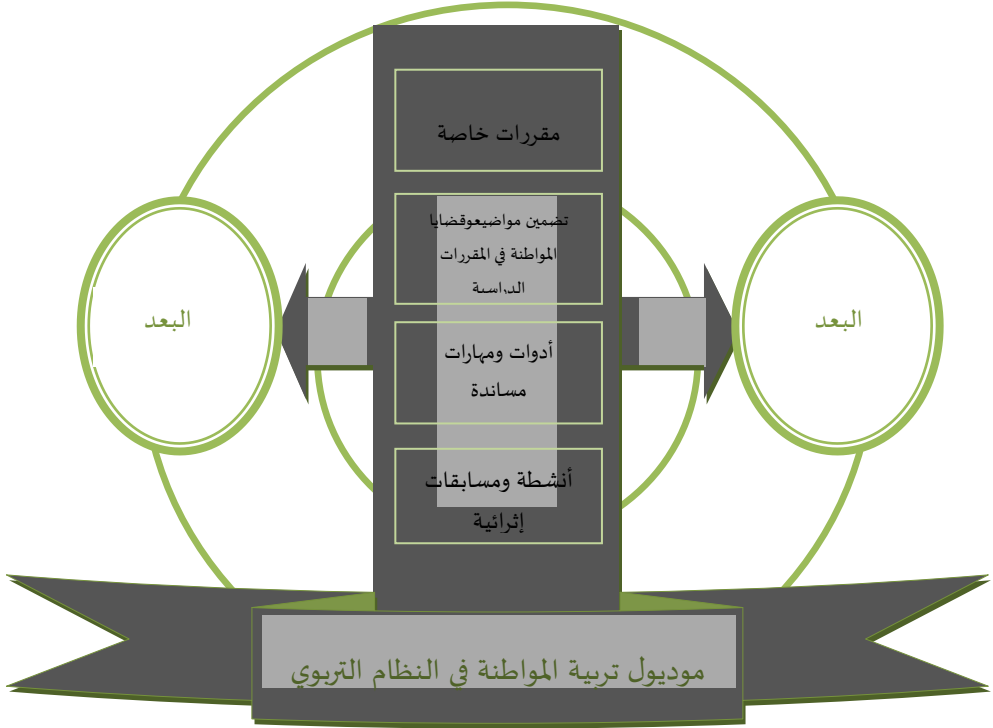 مقررات خاصة
تضمين مواضيعوقضايا
المواطنة في المقررات
الدراسية
أدوات ومهارات
مساندة
أنشطة ومسابقات
إثرائية
البعد
البعد
موديول تربية المواطنة في النظام التربوي